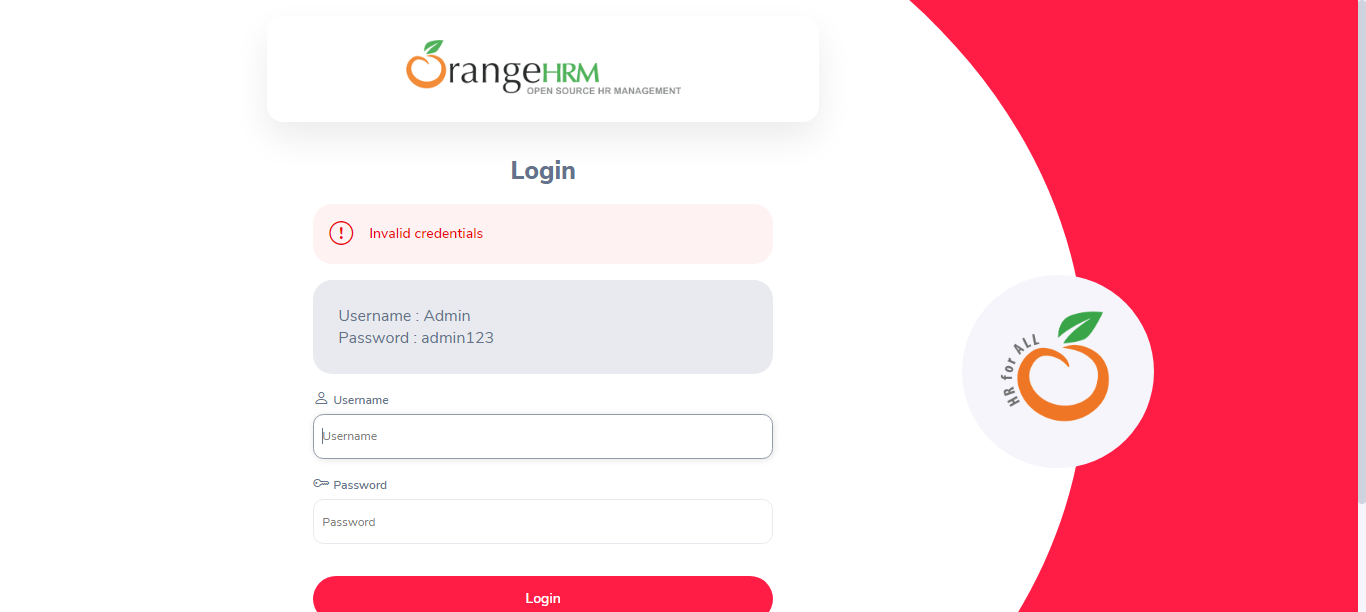 OrangeHRM
OPEN SOURCE HR MANAGEMENT
Login
! Invalid credentials
Username : Admin
Password : admin123
Username
Username
Password
Password
Login
HR for ALL